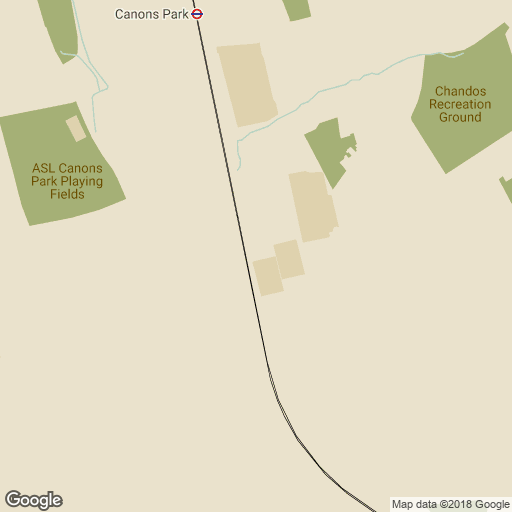 Canons Park
Chandos
Recreation
Ground
ASL Canons
Park Playing
Fields
Google
Map data ©2018 Google